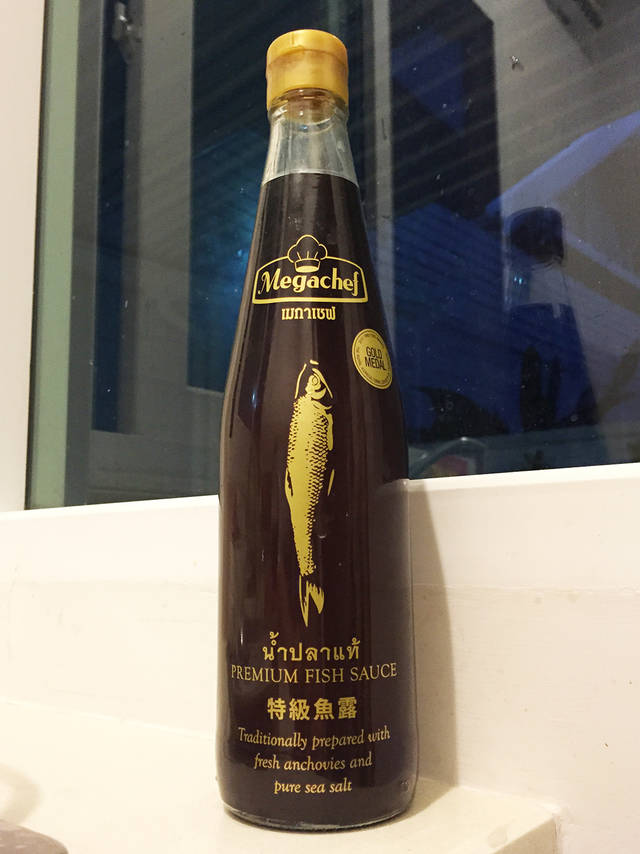 Megachef
เมกาเชฟ
GOLD
MEDAL
น้ำปลาแท้
PREMIUM FISH SAUCE
特級魚露
Traditionally prepared with
fresh anchovies and
pure sea salt